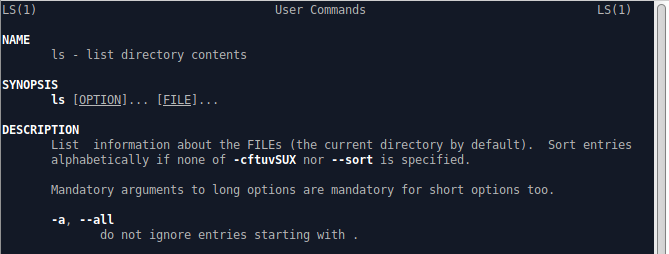 LS(1) User Commands LS(1)
NAME
ls - list directory contents
SYNOPSIS
ls [OPTION]... [FILE]...
DESCRIPTION
List  information about the FILEs (the current directory by default).  Sort entries
alphabetically if none of -cftuvSUX nor --sort is specified.
Mandatory arguments to long options are mandatory for short options too.
-a, --all
do not ignore entries starting with .